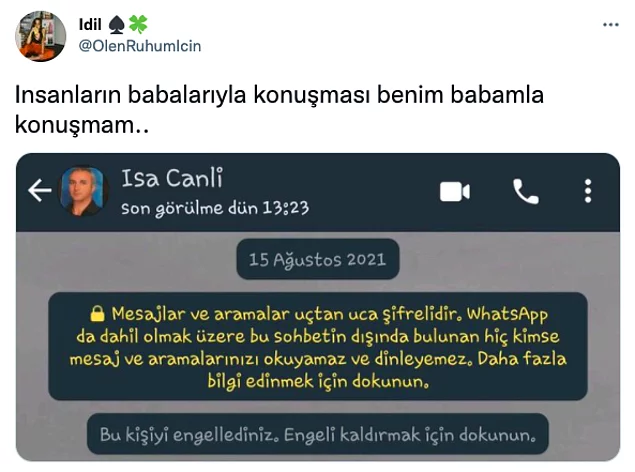 Idil ♠️🍀
@OlenRuhumIcin
Insanların babalarıyla konuşması benim babamla
konuşmam..
Isa Canli
son görülme dün 13:23
15 Ağustos 2021
🔒 Mesajlar ve aramalar uçtan uca şifrelidir. WhatsApp
da dahil olmak üzere bu sohbetin dışında bulunan hiç kimse
mesaj ve aramalarınızı okuyamaz ve dinleyemez. Daha fazla
bilgi edinmek için dokunun.
Bu kişiyi engellediniz. Engeli kaldırmak için dokunun.